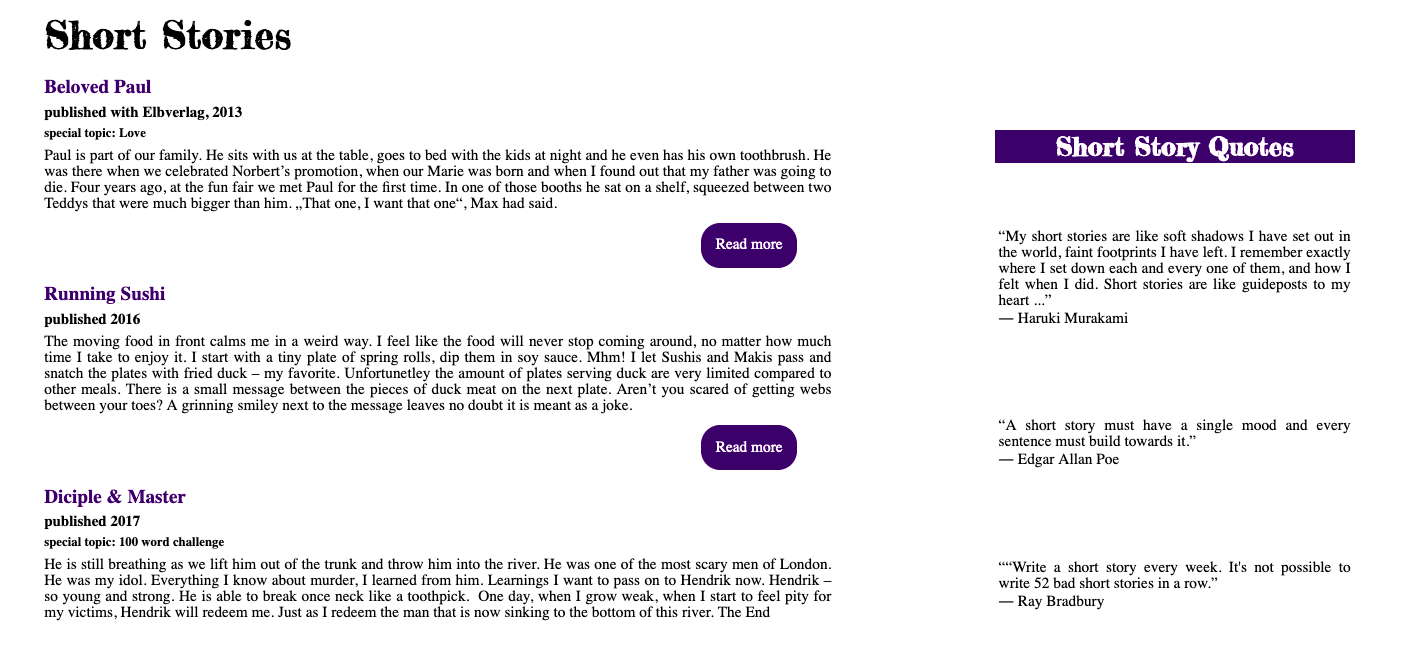 Short Stories
Beloved Paul
published with Elbverlag, 2013
special topic: Love
Paul is part of our family. He sits with us at the table, goes to bed with the kids at night and he even has his own toothbrush. He
was there when we celebrated Norbert’s promotion, when our Marie was born and when I found out that my father was going to
die. Four years ago, at the fun fair we met Paul for the first time. In one of those booths he sat on a shelf, squeezed between two
Teddys that were much bigger than him. „That one, I want that one“, Max had said.
Read more
Running Sushi
published 2016
The moving food in front calms me in a weird way. I feel like the food will never stop coming around, no matter how much
time I take to enjoy it. I start with a tiny plate of spring rolls, dip them in soy sauce. Mhm! I let Sushis and Makis pass and
snatch the plates with fried duck – my favorite. Unfortunetley the amount of plates serving duck are very limited compared to
other meals. There is a small message between the pieces of duck meat on the next plate. Aren’t you scared of getting webs
between your toes? A grinning smiley next to the message leaves no doubt it is meant as a joke.
Read more
Diciple & Master
published 2017
special topic: 100 word challenge
He is still breathing as we lift him out of the trunk and throw him into the river. He was one of the most scary men of London.
He was my idol. Everything I know about murder, I learned from him. Learnings I want to pass on to Hendrik now. Hendrik –
so young and strong. He is able to break once neck like a toothpick.  One day, when I grow weak, when I start to feel pity for
my victims, Hendrik will redeem me. Just as I redeem the man that is now sinking to the bottom of this river. The End
Short Story Quotes
“My short stories are like soft shadows I have set out in
the world, faint footprints I have left. I remember exactly
where I set down each and every one of them, and how I
felt when I did. Short stories are like guideposts to my
heart ...”
— Haruki Murakami
“A short story must have a single mood and every
sentence must build towards it.”
— Edgar Allan Poe
““Write a short story every week. It's not possible to
write 52 bad short stories in a row.”
— Ray Bradbury